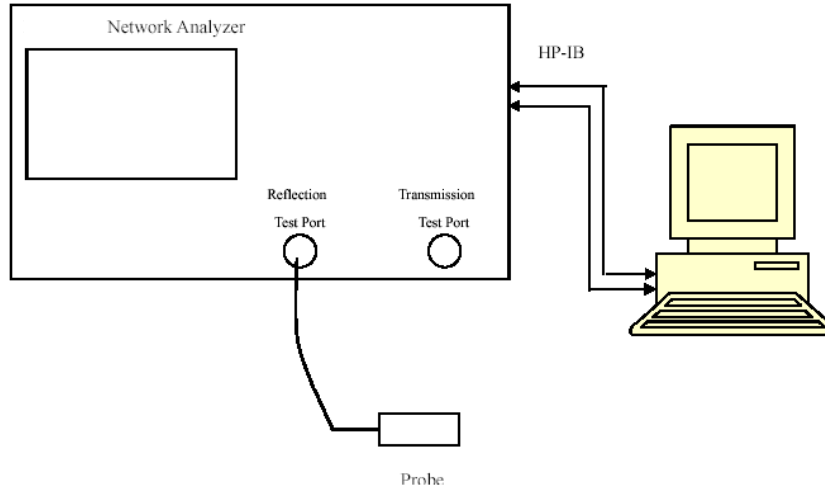 Network Analyzer
HP-IB
Reflection
Test Port
Transmission
Test Port
Probe